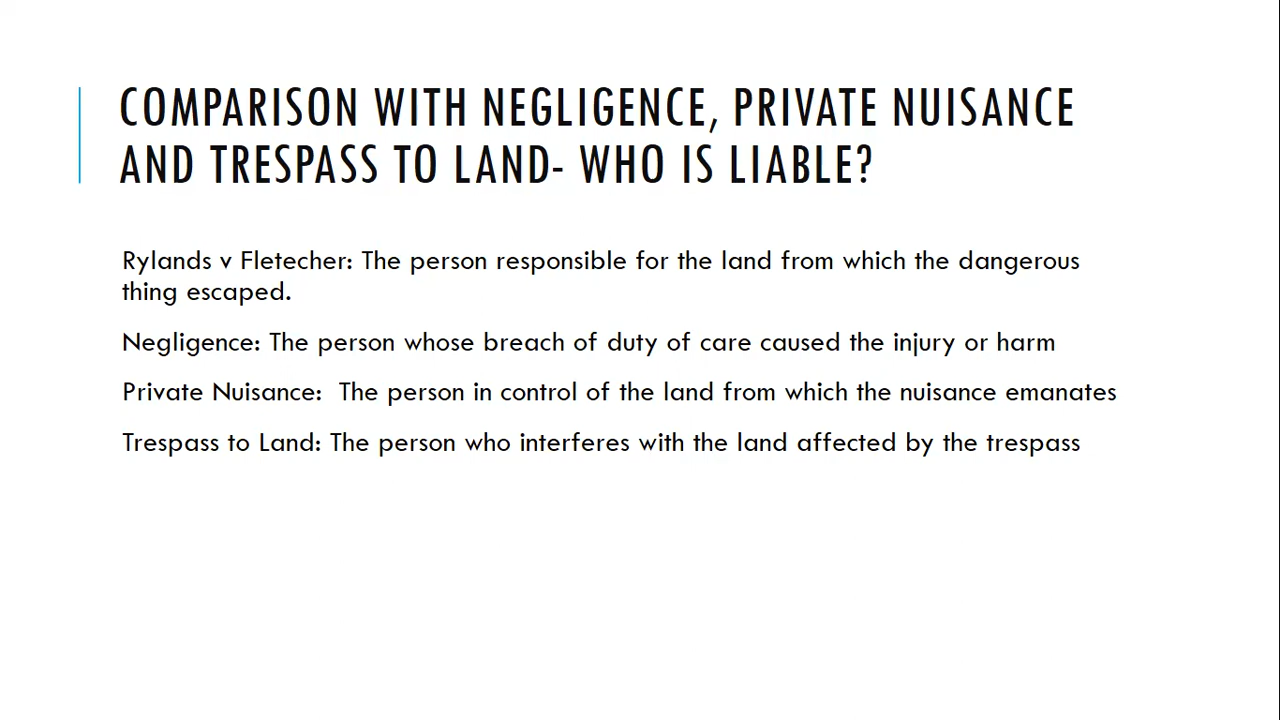 COMPARISON WITH NEGLIGENCE, PRIVATE NUISANCE
AND TRESPASS TO LAND- WHO IS LIABLE?
Rylands v Fletecher: The person responsible for the land from which the dangerous
thing escaped.
Negligence: The person whose breach of duty of care caused the injury or harm
Private Nuisance:  The person in control of the land from which the nuisance emanates
Trespass to Land: The person who interferes with the land affected by the trespass